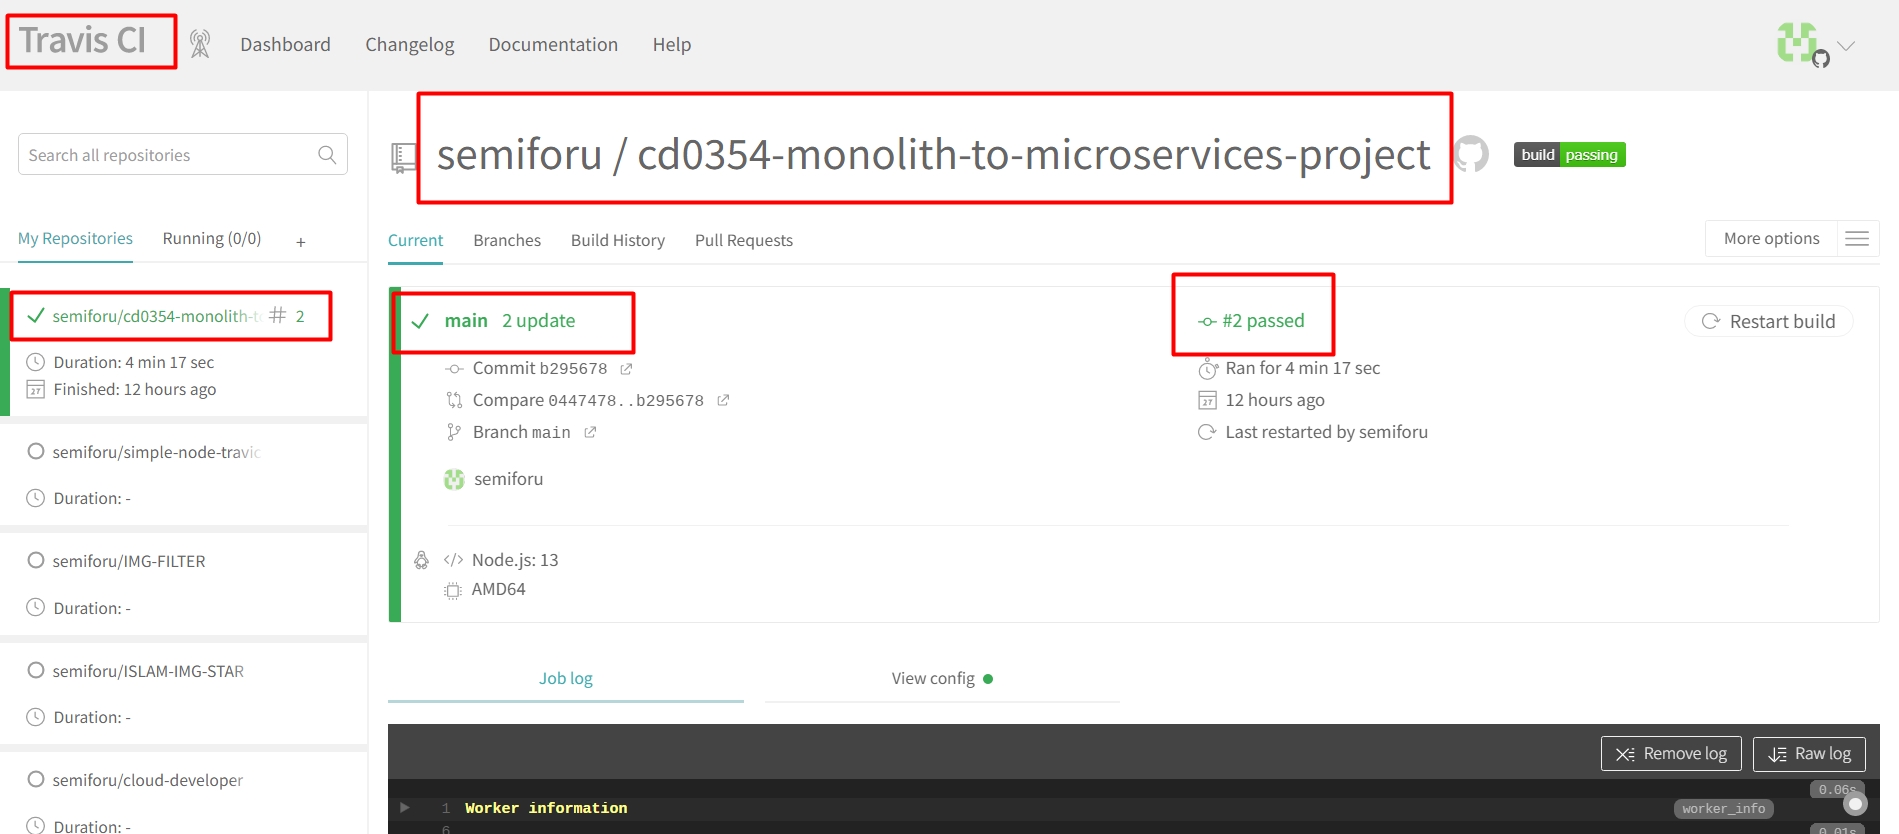 Travis CI
Dashboard
Changelog
Documentation
Help
Search all repositories
My Repositories
Running (0/0)
+
semiforu/cd0354-monolith-to
# 2
Duration: 4 min 17 sec
27 Finished: 12 hours ago
semiforu/simple-node-travic
Duration: -
semiforu/IMG-FILTER
Duration: -
semiforu/ISLAM-IMG-STAR
Duration: -
semiforu/cloud-developer
Duration: -
semiforu / cd0354-monolith-to-microservices-project
build passing
Current
Branches
Build History
Pull Requests
More options
main 2 update
Commit b295678
Compare 0447478..b295678
Branch main
semiforu
#2 passed
Ran for 4 min 17 sec
27 12 hours ago
Last restarted by semiforu
Restart build
</> Node.js: 13
AMD64
Job log
View config
Remove log
Raw log
0.06s
1 Worker information
worker_info
6
0.01s